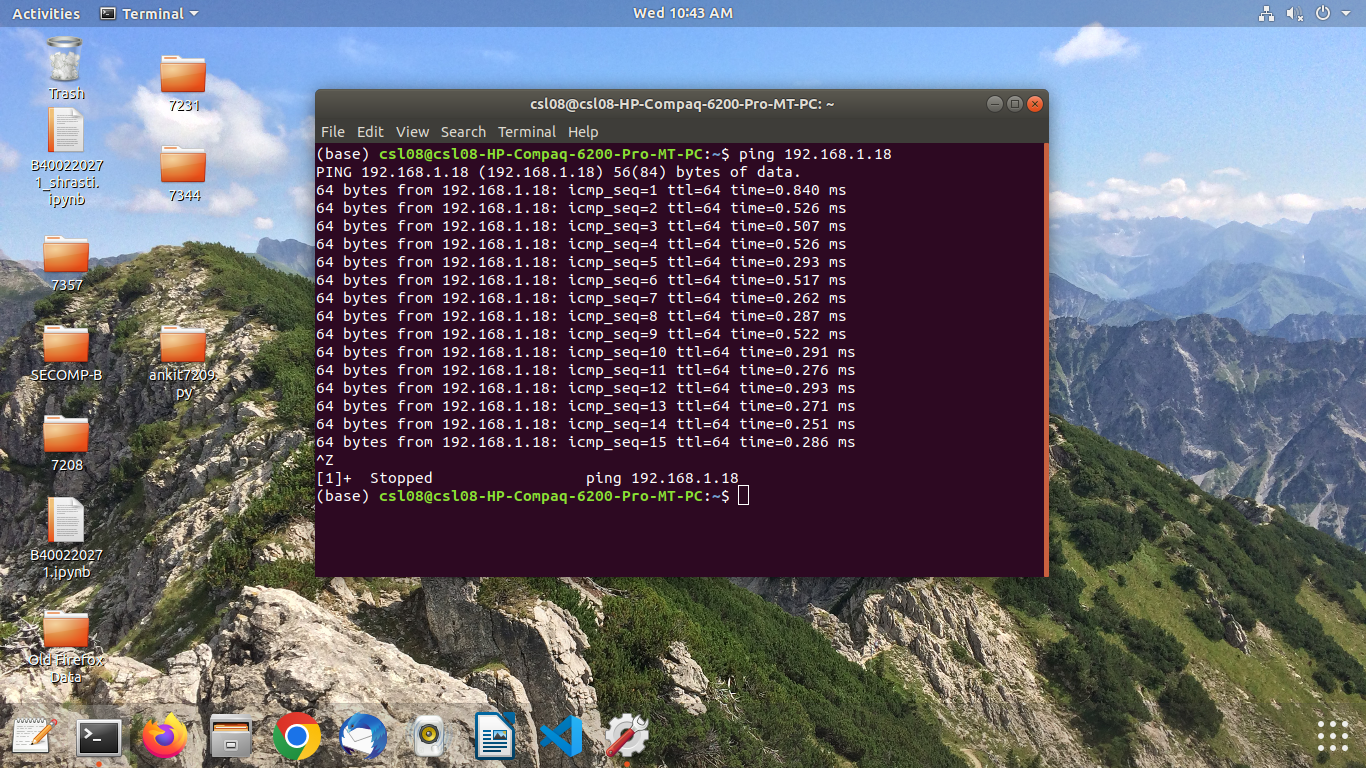 Activities
Terminal
Wed 10:43 AM
Trash
7231
B40022027
1_shrasti.
ipynb
7344
7357
SECOMP-B
ankit7209.
py
7208
B40022027
1.ipynb
Old Firefox
Data
csl08@csl08-HP-Compaq-6200-Pro-MT-PC: ~
File Edit View Search Terminal Help
(base) csl08@csl08-HP-Compaq-6200-Pro-MT-PC:~$ ping 192.168.1.18
PING 192.168.1.18 (192.168.1.18) 56(84) bytes of data.
64 bytes from 192.168.1.18: icmp_seq=1 ttl=64 time=0.840 ms
64 bytes from 192.168.1.18: icmp_seq=2 ttl=64 time=0.526 ms
64 bytes from 192.168.1.18: icmp_seq=3 ttl=64 time=0.507 ms
64 bytes from 192.168.1.18: icmp_seq=4 ttl=64 time=0.526 ms
64 bytes from 192.168.1.18: icmp_seq=5 ttl=64 time=0.293 ms
64 bytes from 192.168.1.18: icmp_seq=6 ttl=64 time=0.517 ms
64 bytes from 192.168.1.18: icmp_seq=7 ttl=64 time=0.262 ms
64 bytes from 192.168.1.18: icmp_seq=8 ttl=64 time=0.287 ms
64 bytes from 192.168.1.18: icmp_seq=9 ttl=64 time=0.522 ms
64 bytes from 192.168.1.18: icmp_seq=10 ttl=64 time=0.291 ms
64 bytes from 192.168.1.18: icmp_seq=11 ttl=64 time=0.276 ms
64 bytes from 192.168.1.18: icmp_seq=12 ttl=64 time=0.293 ms
64 bytes from 192.168.1.18: icmp_seq=13 ttl=64 time=0.271 ms
64 bytes from 192.168.1.18: icmp_seq=14 ttl=64 time=0.251 ms
64 bytes from 192.168.1.18: icmp_seq=15 ttl=64 time=0.286 ms
^Z
[1]+  Stopped                 ping 192.168.1.18
(base) csl08@csl08-HP-Compaq-6200-Pro-MT-PC:~$